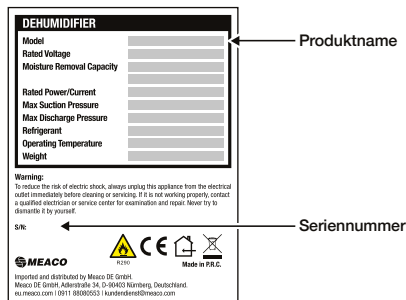 DEHUMIDIFIER
Model
Produktname
Rated Voltage
Moisture Removal Capacity
Rated Power/Current
Max Suction Pressure
Max Discharge Pressure
Refrigerant
Operating Temperature
Weight
Warning:
To reduce the risk of electric shock, always unplug this appliance from the electrical
outlet immediately before cleaning or servicing. If it is not working properly, contact
a qualified electrician or service center for examination and repair. Never try to
dismantle it by yourself.
S/N:
Seriennummer
MEACO
R290
CE
Made in P.R.C.
Imported and distributed by Meaco DE GmbH.
Meaco DE GmbH, Adlerstraße 34, D-90403 Nürnberg, Deutschland.
eu.meaco.com | 0911 88080553 | kundendienst@meaco.com